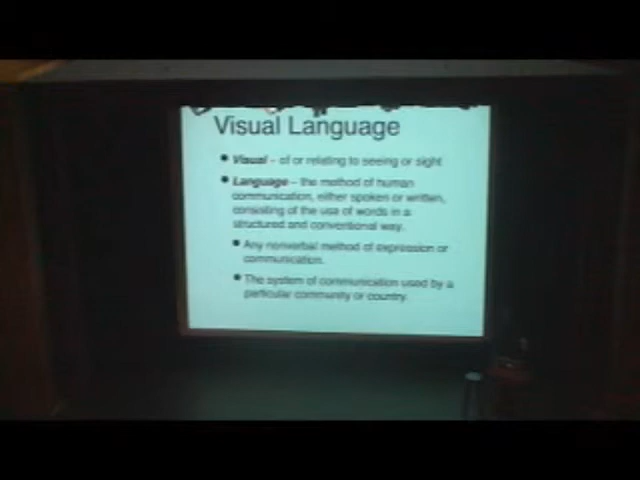 Visual Language
• Visual – of or relating to seeing or sight
• Language – the method of human
communication, either spoken or written,
consisting of the use of words in a
structured and conventional way.
• Any nonverbal method of expression or
communication.
• The system of communication used by a
particular community or country.